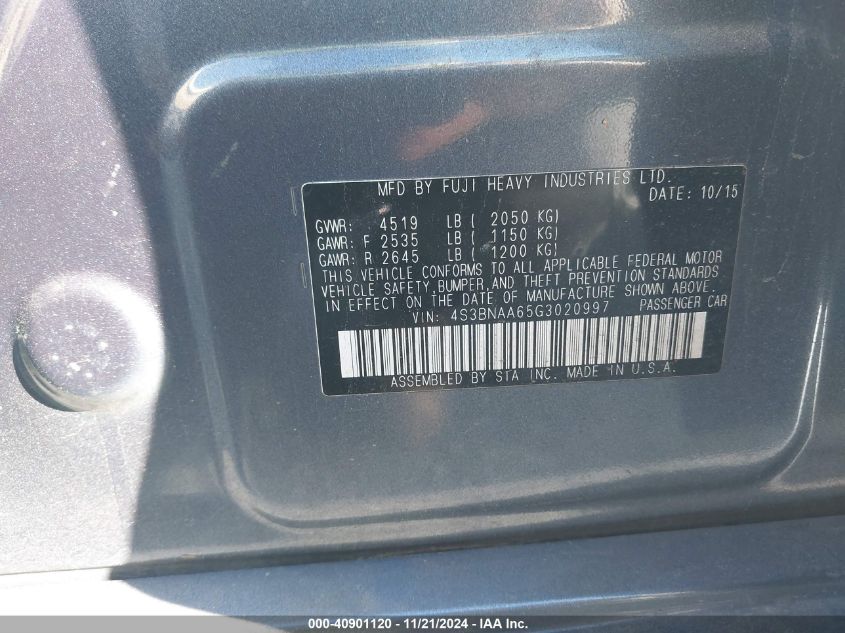 MFD BY FUJI HEAVY INDUSTRIES LTD.
DATE: 10/15
GVWR: 4519 LB ( 2050 KG)
GAWR: F 2535 LB ( 1150 KG)
GAWR: R 2645 LB ( 1200 KG)
THIS VEHICLE CONFORMS TO ALL APPLICABLE FEDERAL MOTOR
VEHICLE SAFETY, BUMPER, AND THEFT PREVENTION STANDARDS
IN EFFECT ON THE DATE OF MANUFACTURE SHOWN ABOVE.
VIN: 4S3BNAA65G3020997 PASSENGER CAR
ASSEMBLED BY SIA INC. MADE IN U.S.A.
000-40901120 - 11/21/2024 - IAA Inc.